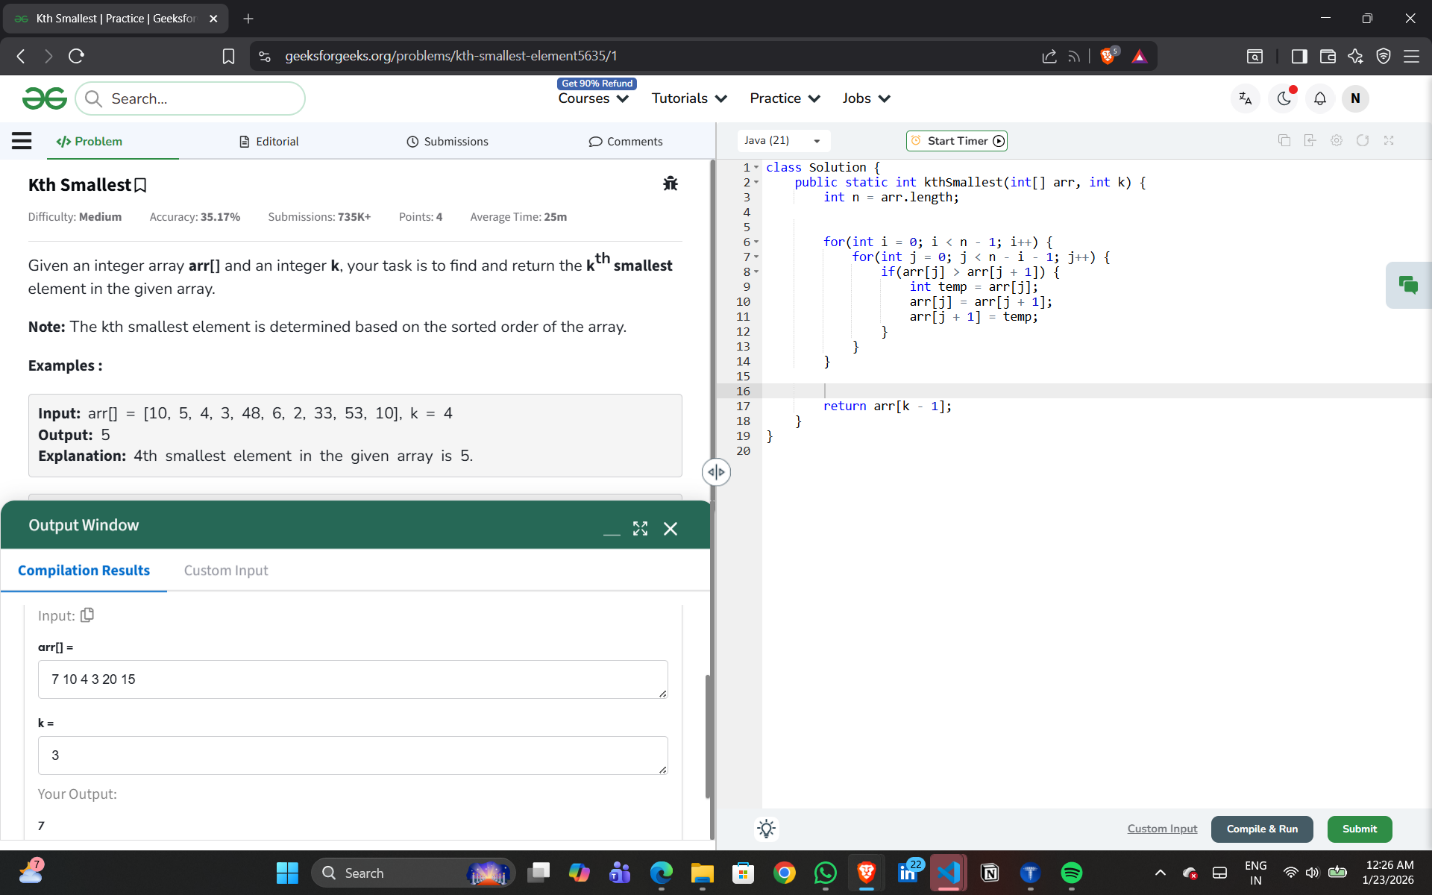 Kth Smallest | Practice | Geeksfor
geeksforgeeks.org/problems/kth-smallest-element5635/1
5
Search...
Get 90% Refund
Courses
Tutorials
Practice
Jobs
N
Problem
Editorial
Submissions
Comments
Kth Smallest
Difficulty: Medium Accuracy: 35.17% Submissions: 735K+ Points: 4 Average Time: 25m
Given an integer array arr[] and an integer k, your task is to find and return the kth smallest
element in the given array.
Note: The kth smallest element is determined based on the sorted order of the array.
Examples :
Input: arr[] = [10, 5, 4, 3, 48, 6, 2, 33, 53, 10], k = 4
Output: 5
Explanation: 4th smallest element in the given array is 5.
Output Window
Compilation Results
Custom Input
Input:
arr[] =
7 10 4 3 20 15
k =
3
Your Output:
7
Java (21)
Start Timer
1 class Solution {
2 public static int kthSmallest(int[] arr, int k) {
3 int n = arr.length;
4
5
6 for(int i = 0; i < n - 1; i++) {
7 for(int j = 0; j < n - i - 1; j++) {
8 if(arr[j] > arr[j + 1]) {
9 int temp = arr[j];
10 arr[j] = arr[j + 1];
11 arr[j + 1] = temp;
12 }
13 }
14 }
15
16
17 return arr[k - 1];
18 }
19 }
20
Custom Input
Compile & Run
Submit
7
Search
22
ENG
IN
12:26 AM
1/23/2026